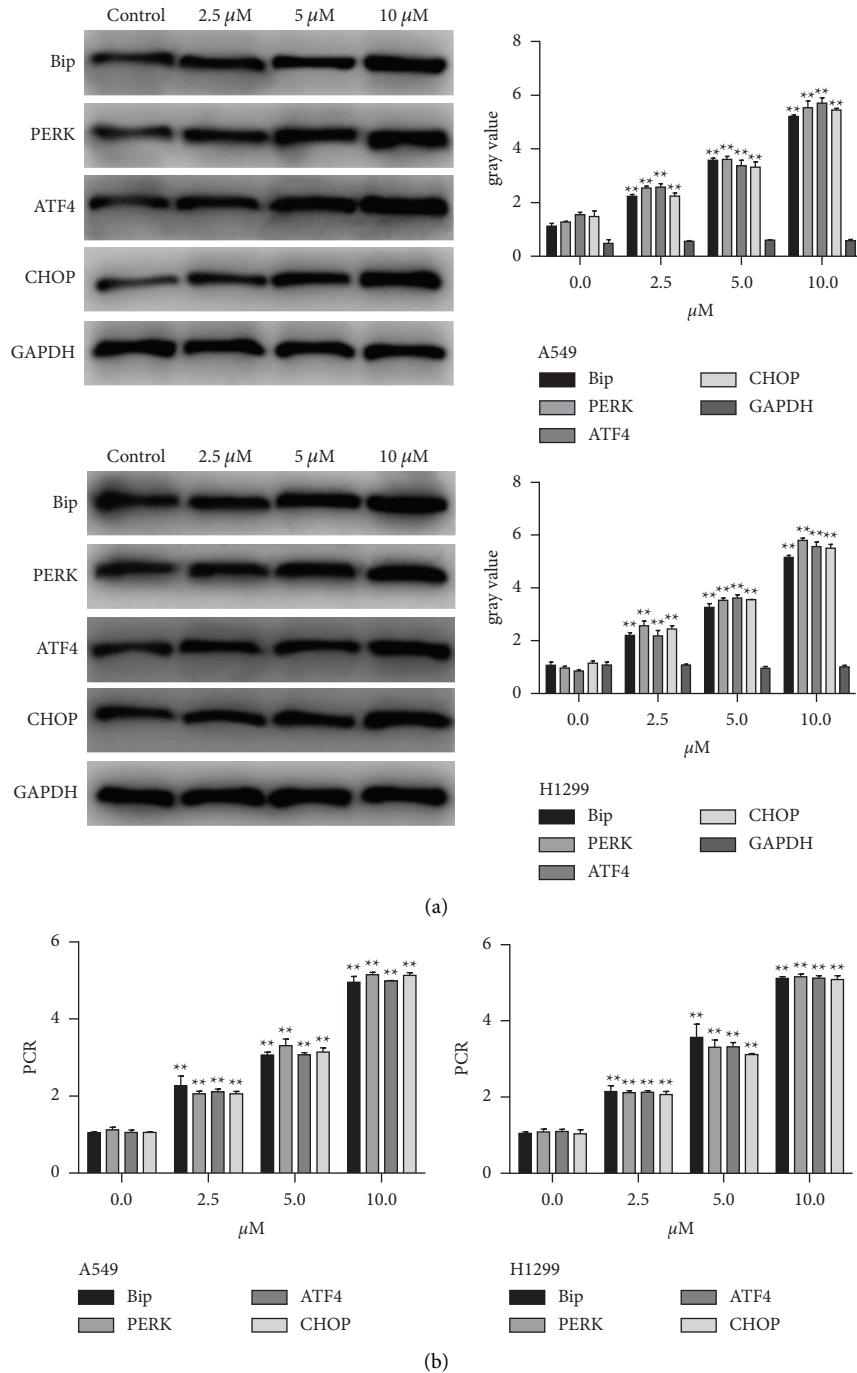 Control 2.5 µM 5 µM 10 µM
Bip
PERK
ATF4
CHOP
GAPDH
8
6
4
2
0
gray value
** ** ** ** ** ** ** ** ** ** ** **
0.0 2.5 5.0 10.0
µM
A549
Bip CHOP
PERK GAPDH
ATF4
Control 2.5 µM 5 µM 10 µM
Bip
PERK
ATF4
CHOP
GAPDH
8
6
4
2
0
gray value
** ** ** ** ** ** ** ** ** ** ** **
0.0 2.5 5.0 10.0
µM
H1299
Bip CHOP
PERK GAPDH
ATF4
(a)
6
4
2
0
PCR
** ** ** ** ** ** ** ** ** ** ** **
0.0 2.5 5.0 10.0
µM
A549
Bip ATF4
PERK CHOP
6
4
2
0
PCR
** ** ** ** ** ** ** ** ** ** ** **
0.0 2.5 5.0 10.0
µM
H1299
Bip ATF4
PERK CHOP
(b)